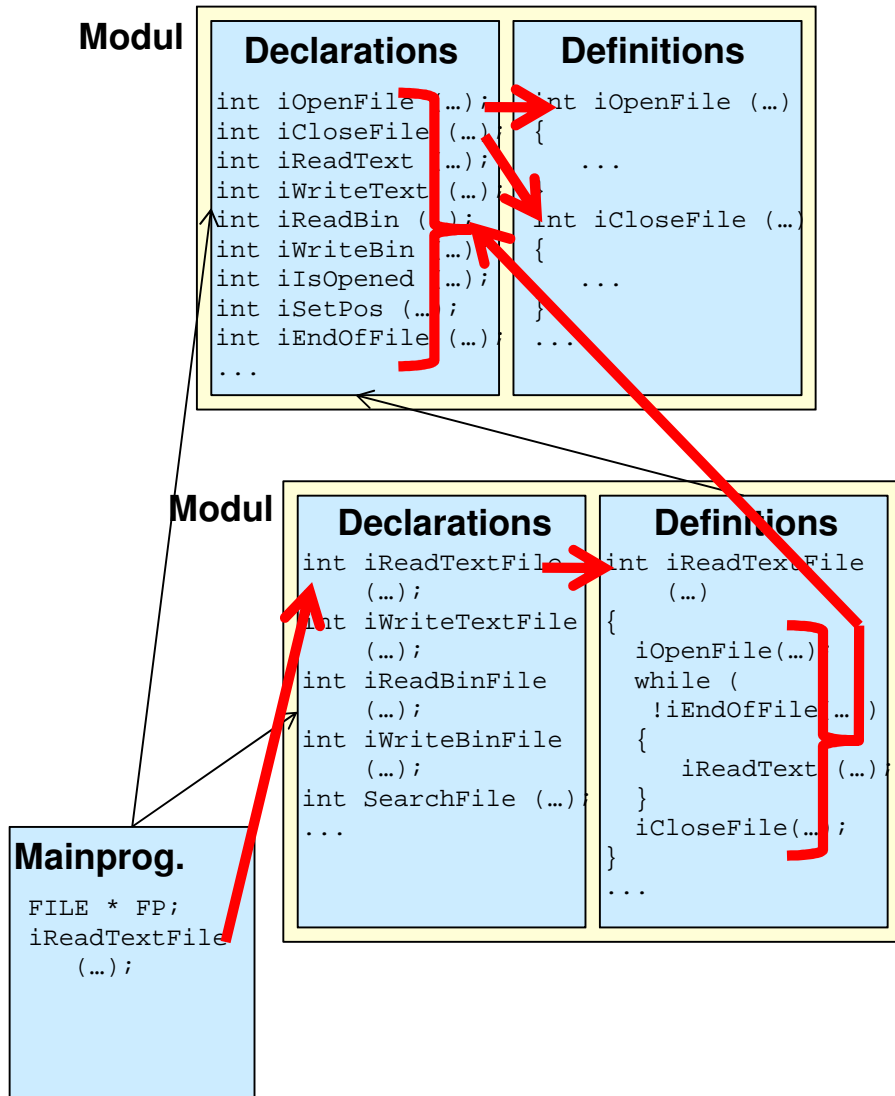 Modul
Declarations
int iOpenFile (…);
int iCloseFile (…);
int iReadText (…);
int iWriteText (…);
int iReadBin (…);
int iWriteBin (…)
int iIsOpened (…);
int iSetPos (…);
int iEndOfFile (…);
...
Definitions
int iOpenFile (…)
{
...
}
int iCloseFile (…)
{
...
}
...
Modul
Declarations
int iReadTextFile
(…);
int iWriteTextFile
(…);
int iReadBinFile
(…);
int iWriteBinFile
(…);
int SearchFile (…);
...
Definitions
int iReadTextFile
(…)
{
iOpenFile(…);
while (
!iEndOfFile(…)
{
iReadText (…);
}
iCloseFile(…);
}
...
Mainprog.
FILE * FP;
iReadTextFile
(…);